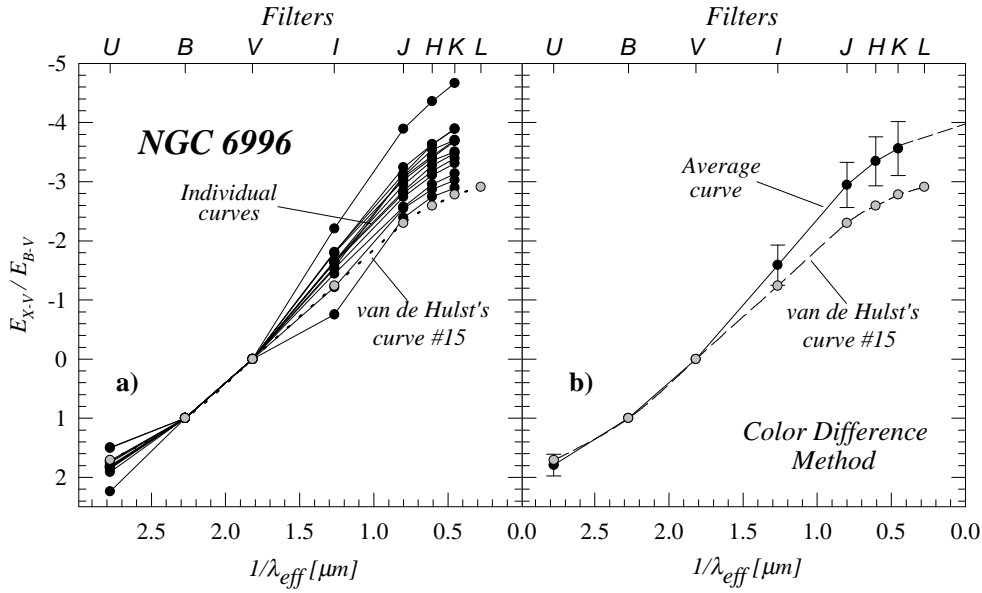 Filters
Filters
U B V I J H K L
U B V I J H K L
-5
-4
-3
-2
-1
0
1
2
E_{X-V} / E_{B-V}
NGC 6996
Individual
curves
van de Hulst's
curve #15
a)
Average
curve
van de Hulst's
curve #15
b)
Color Difference
Method
2.5 2.0 1.5 1.0 0.5 0.0
2.5 2.0 1.5 1.0 0.5 0.0
1/λ_{eff} [μm]
1/λ_{eff} [μm]